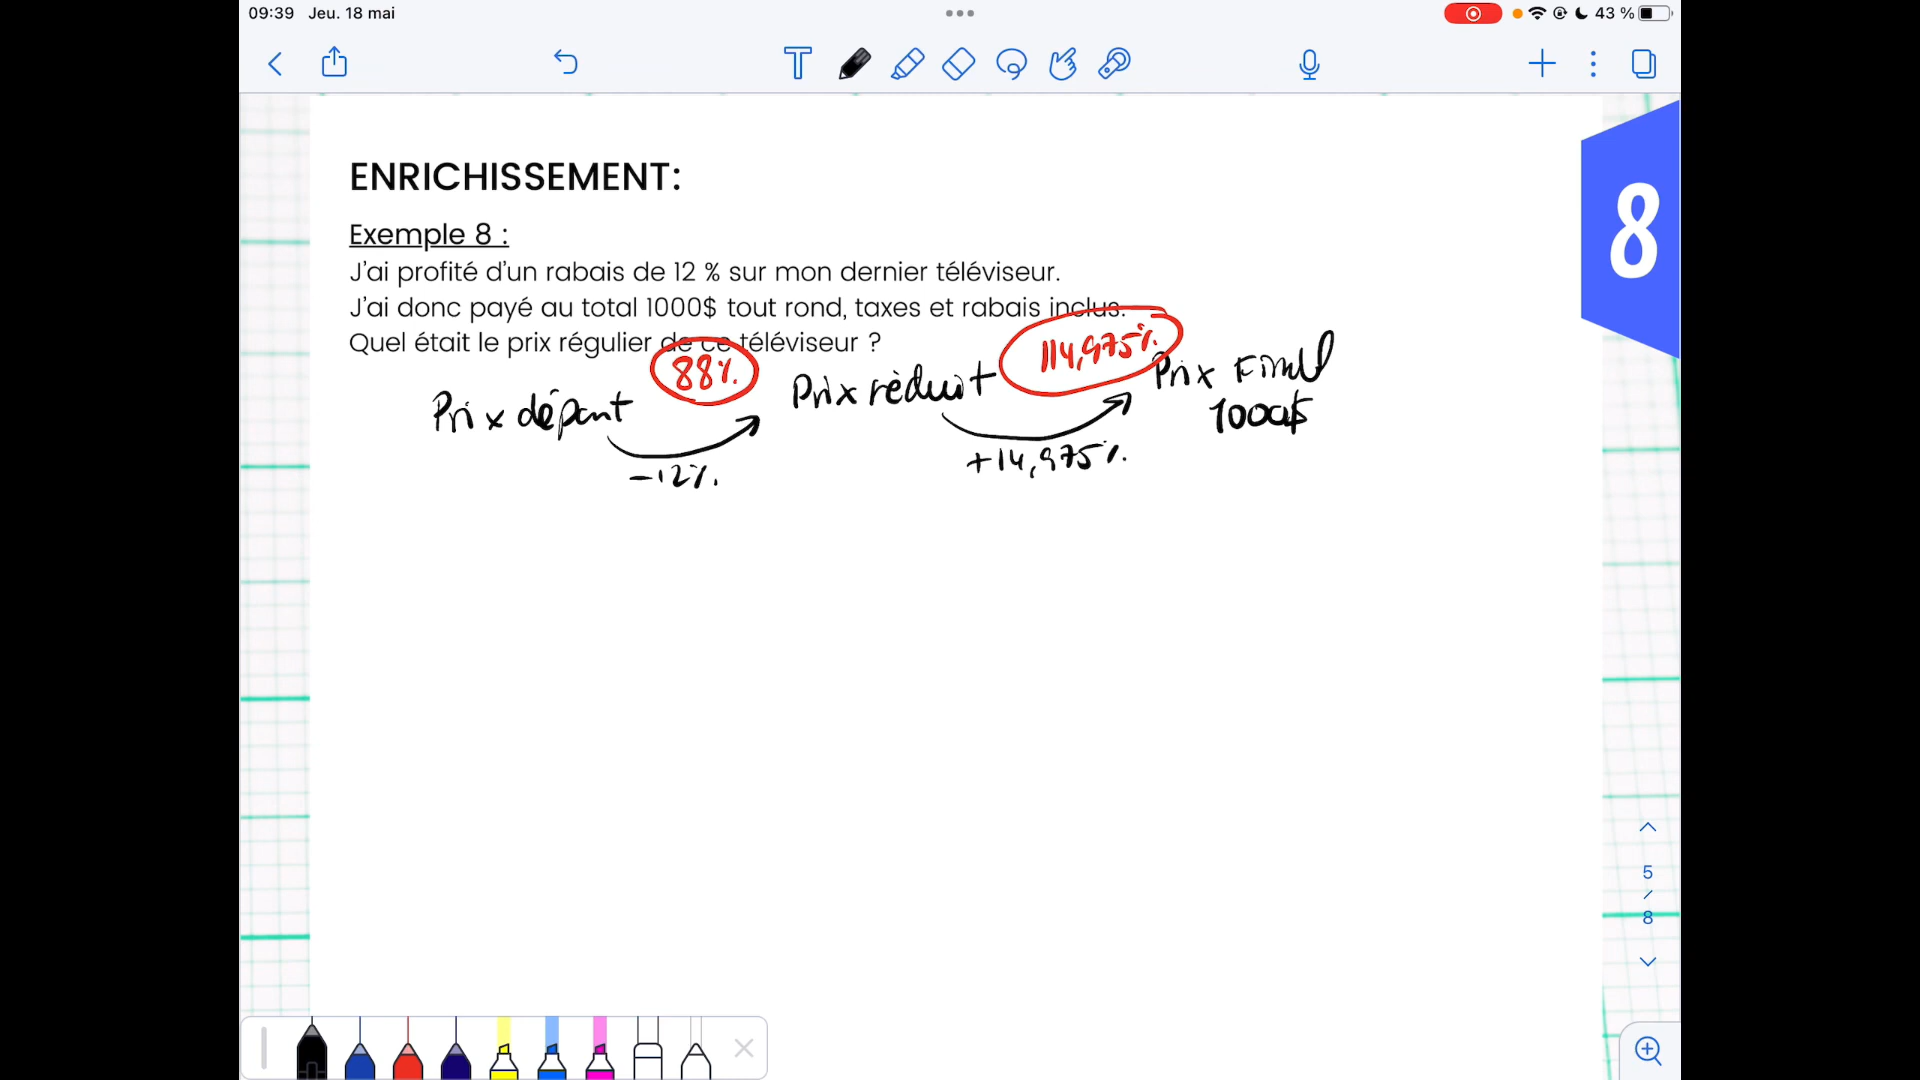 09:39 Jeu. 18 mai
43 %
ENRICHISSEMENT:
8
Exemple 8 :
J'ai profité d'un rabais de 12 % sur mon dernier téléviseur.
J'ai donc payé au total 1000$ tout rond, taxes et rabais inclus.
Quel était le prix régulier de ce téléviseur ?
Prix départ 88% Prix réduit 114,975% Prix Final
1000$
-12% +14,975%
5
/
8